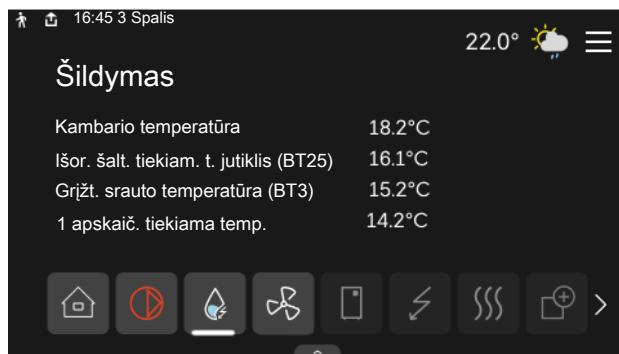 16:45 3 Spalis
22.0°
Šildymas
Kambario temperatūra 18.2°C
Išor. šalt. tiekiam. t. jutiklis (BT25) 16.1°C
Grįžt. srauto temperatūra (BT3) 15.2°C
1 apskaič. tiekiama temp. 14.2°C